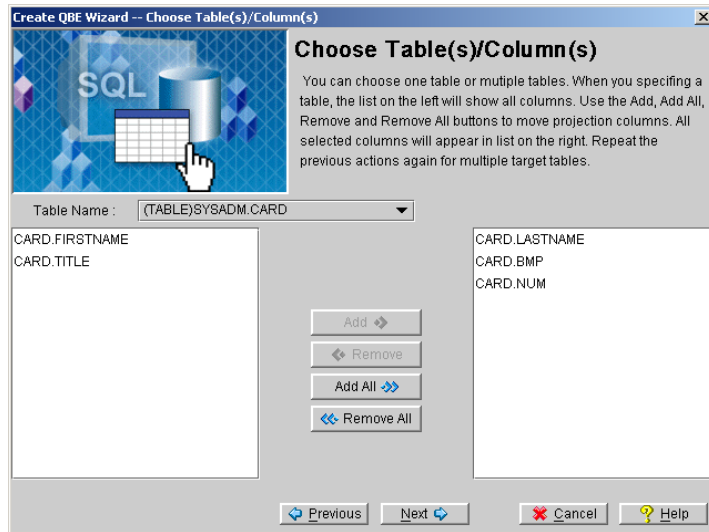 Create QBE Wizard -- Choose Table(s)/Column(s)
SQL
Choose Table(s)/Column(s)
You can choose one table or mutiple tables. When you specifing a
table, the list on the left will show all columns. Use the Add, Add All,
Remove and Remove All buttons to move projection columns. All
selected columns will appear in list on the right. Repeat the
previous actions again for multiple target tables.
Table Name : (TABLE)SYSADM.CARD
CARD.FIRSTNAME
CARD.TITLE
Add
Remove
Add All
Remove All
CARD.LASTNAME
CARD.BMP
CARD.NUM
Previous Next Cancel Help